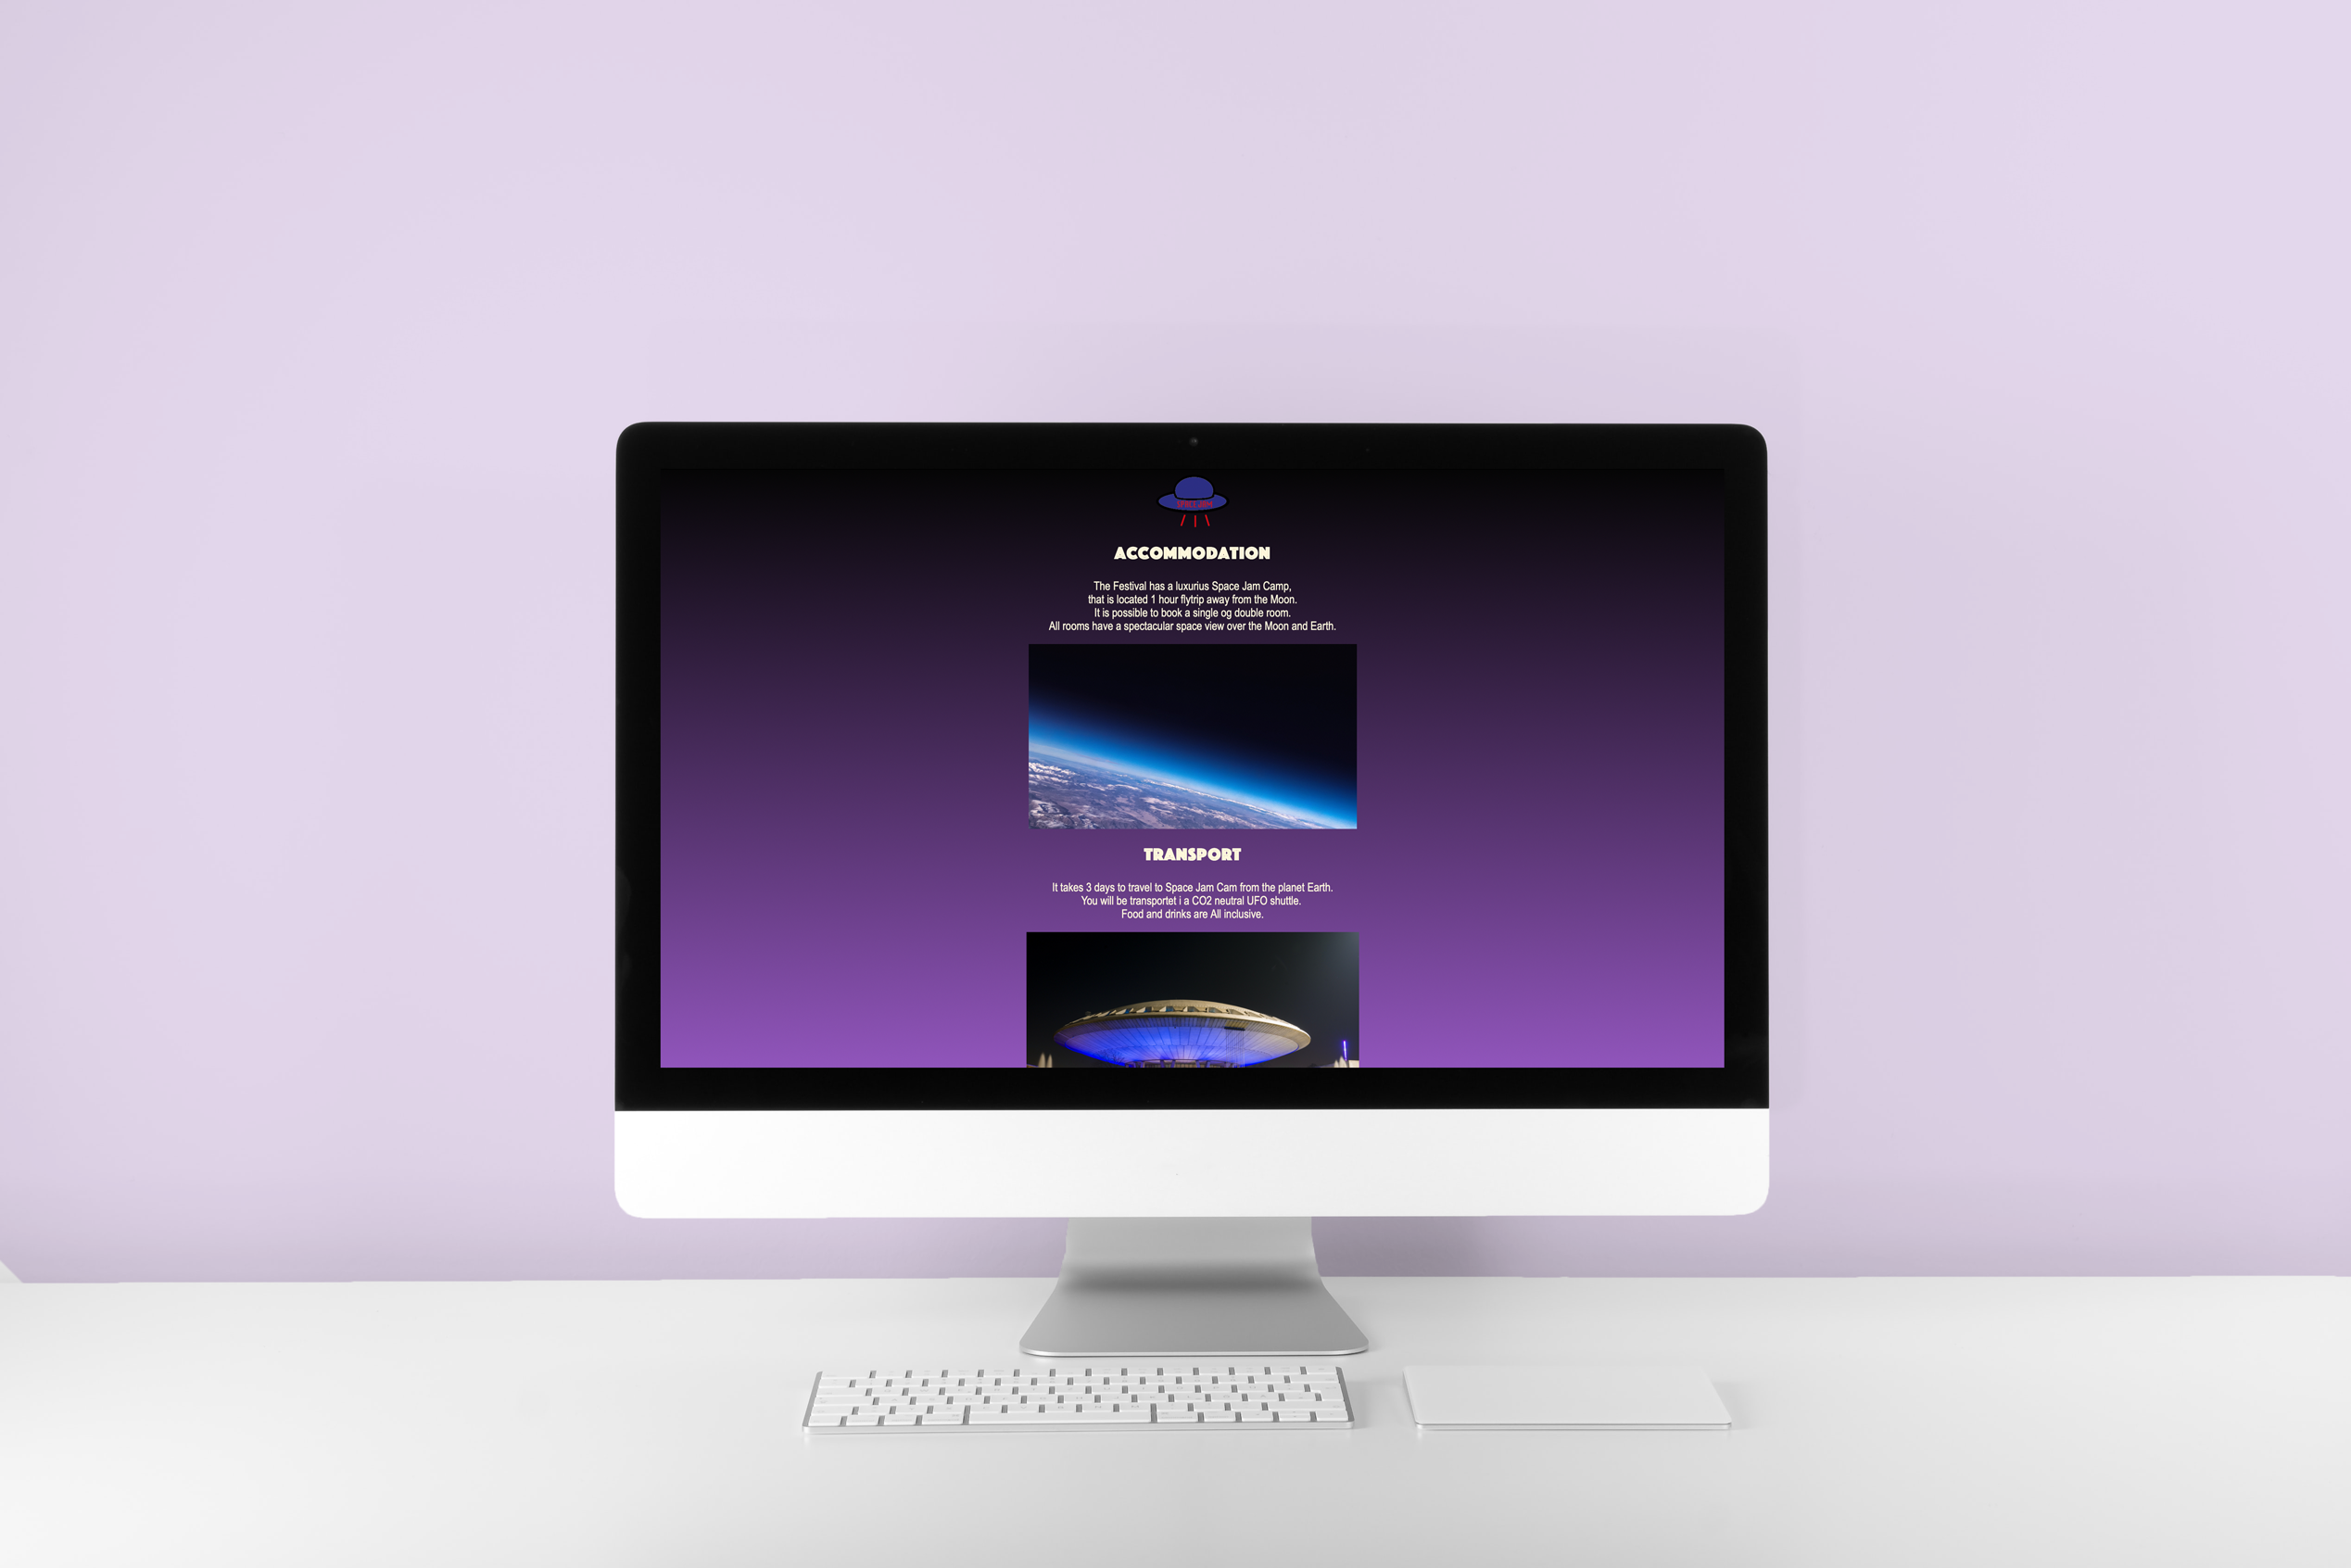 SPACE JAM
ACCOMMODATION
The Festival has a luxurius Space Jam Camp,
that is located 1 hour flytrip away from the Moon.
It is possible to book a single og double room.
All rooms have a spectacular space view over the Moon and Earth.
TRANSPORT
It takes 3 days to travel to Space Jam Cam from the planet Earth.
You will be transportet i a CO2 neutral UFO shuttle.
Food and drinks are All inclusive.